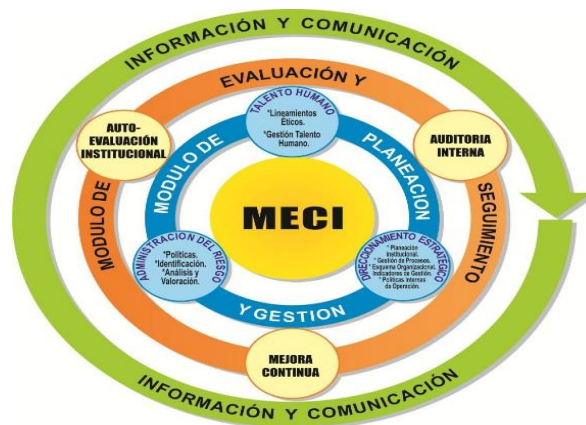 INFORMACIÓN Y COMUNICACIÓN
EVALUACIÓN Y
SEGUIMIENTO
MODULO DE
AUTO-
EVALUACIÓN
INSTITUCIONAL
AUDITORIA
INTERNA
MEJORA
CONTINUA
MODULO DE
PLANEACION
Y GESTION
TALENTO HUMANO
*Lineamientos
Éticos.
*Gestión Talento
Humano.
ADMINISTRACION DEL RIESGO
*Políticas.
*Identificación.
*Análisis y
Valoración.
DIRECCIONAMIENTO ESTRATEGICO
* Planeación
Institucional.
* Gestión de Procesos.
* Esquema Organizacional.
Indicadores de Gestión.
* Políticas Internas
de Operación.
MECI
INFORMACIÓN Y COMUNICACIÓN